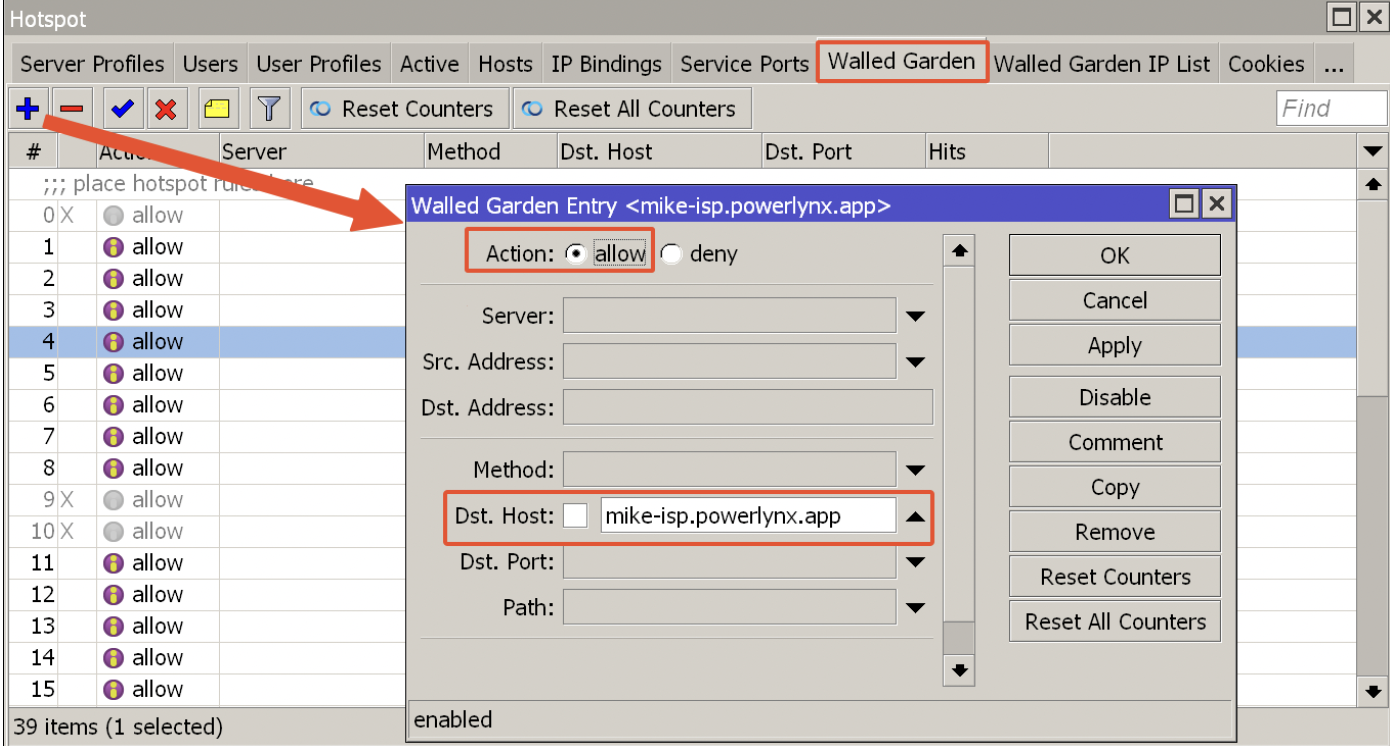 Hotspot
Server Profiles Users User Profiles Active Hosts IP Bindings Service Ports Walled Garden Walled Garden IP List Cookies ...
Reset Counters Reset All Counters Find
# Server Method Dst. Host Dst. Port Hits
;;; place hotspot rules here
0 X allow
1 allow
2 allow
3 allow
4 allow
5 allow
6 allow
7 allow
8 allow
9 X allow
10 X allow
11 allow
12 allow
13 allow
14 allow
15 allow
39 items (1 selected)
Walled Garden Entry <mike-isp.powerlynx.app>
Action: allow deny
Server:
Src. Address:
Dst. Address:
Method:
Dst. Host: mike-isp.powerlynx.app
Dst. Port:
Path:
OK
Cancel
Apply
Disable
Comment
Copy
Remove
Reset Counters
Reset All Counters
enabled